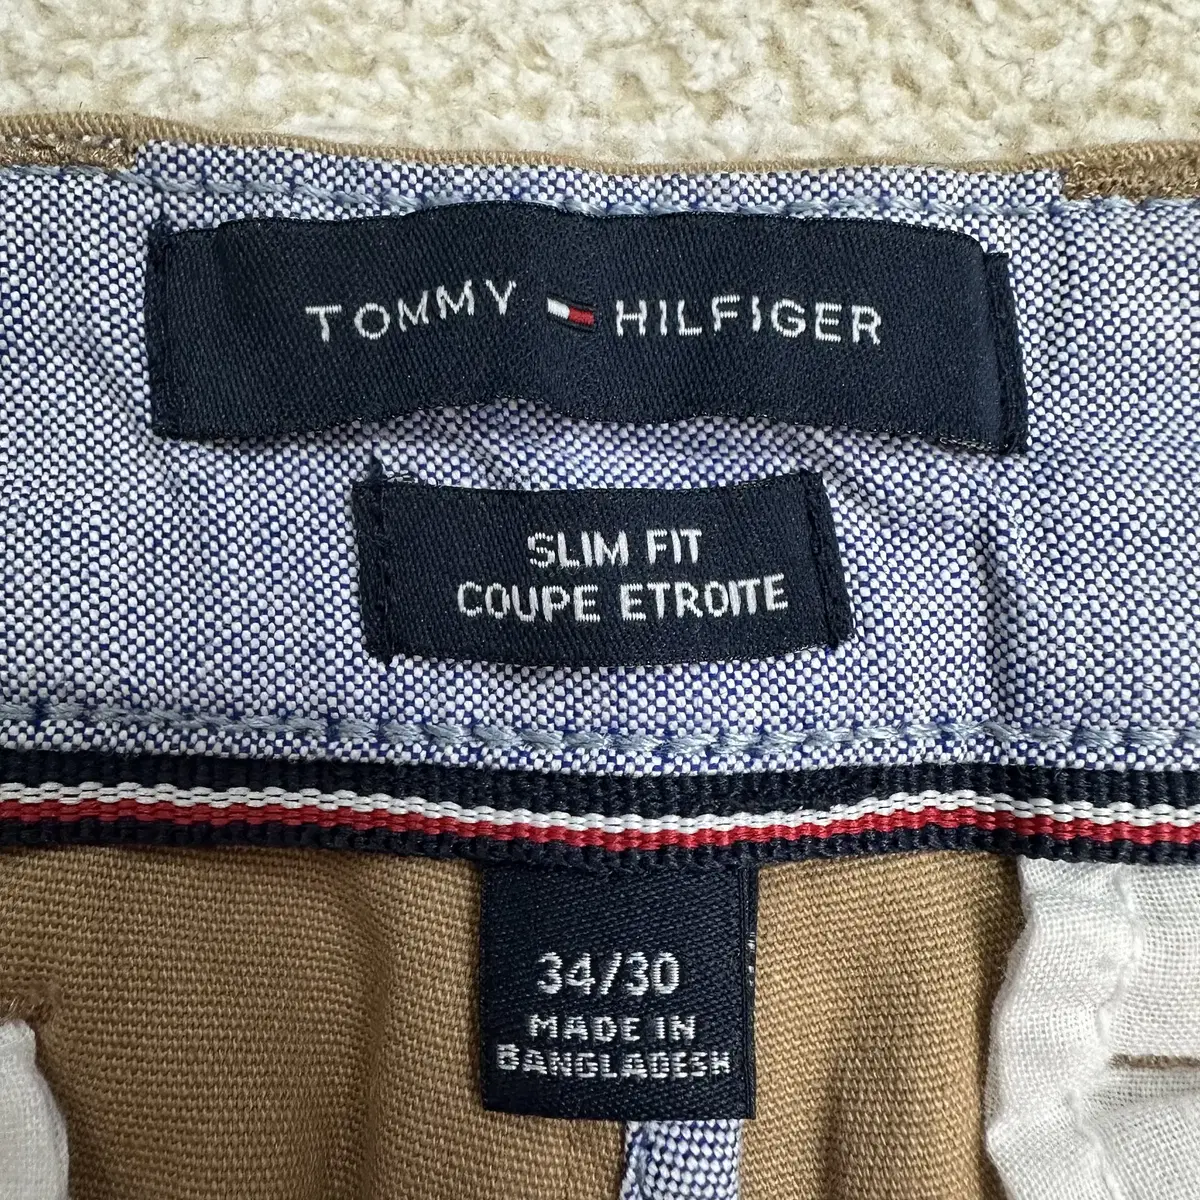 TOMMY HILFIGER
SLIM FIT
COUPE ETROITE
34/30
MADE IN
BANGLADESH